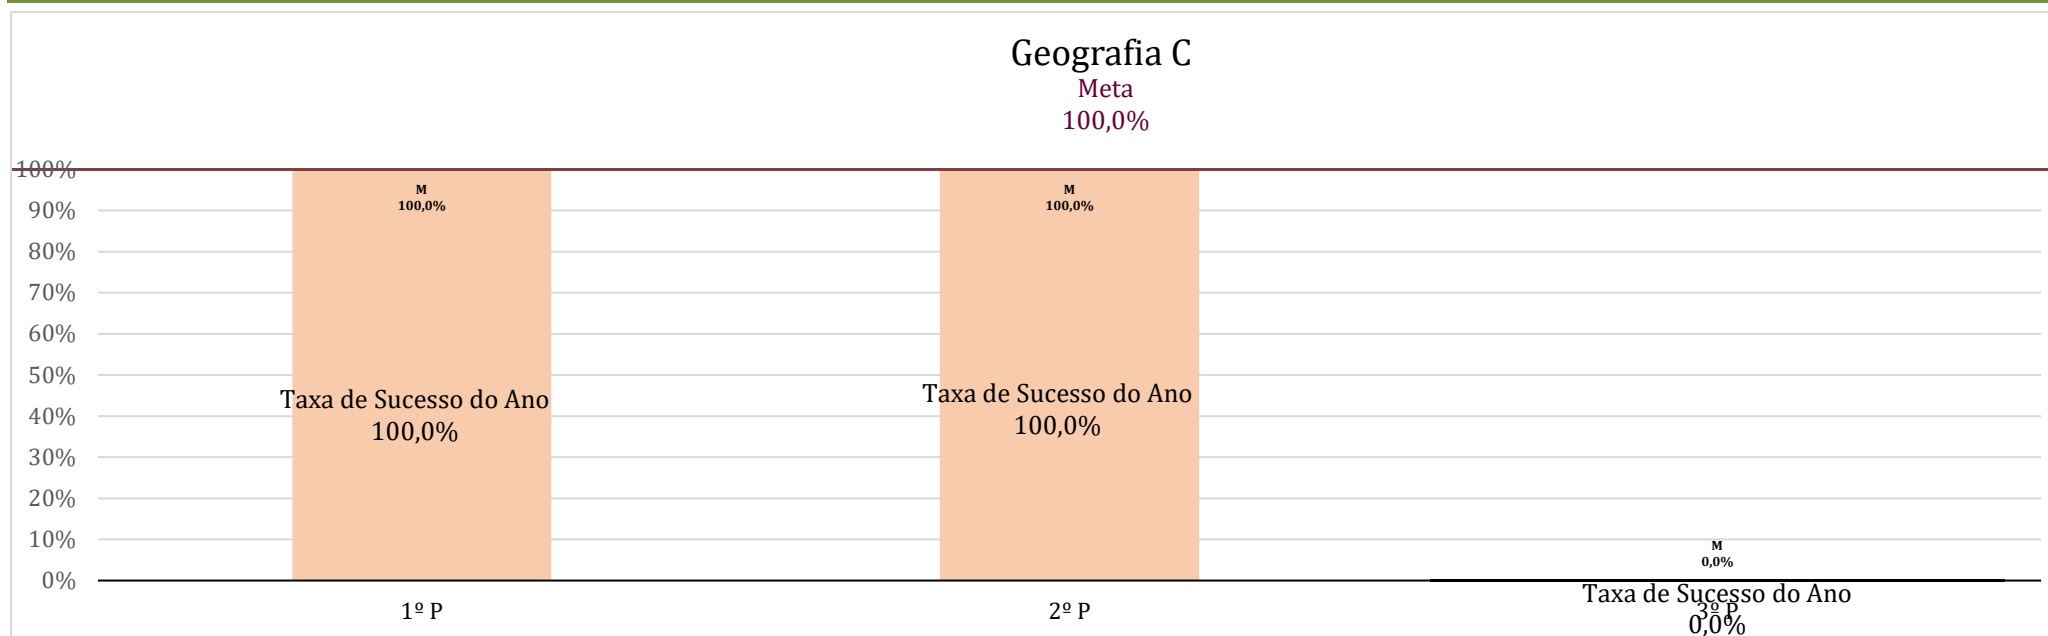 Geografia C
Meta
100,0%
100%
90%
80%
70%
60%
50%
40%
30%
20%
10%
0%
M
100,0%
Taxa de Sucesso do Ano
100,0%
M
100,0%
Taxa de Sucesso do Ano
100,0%
M
0,0%
Taxa de Sucesso do Ano
0,0%
1º P
2º P
3º P